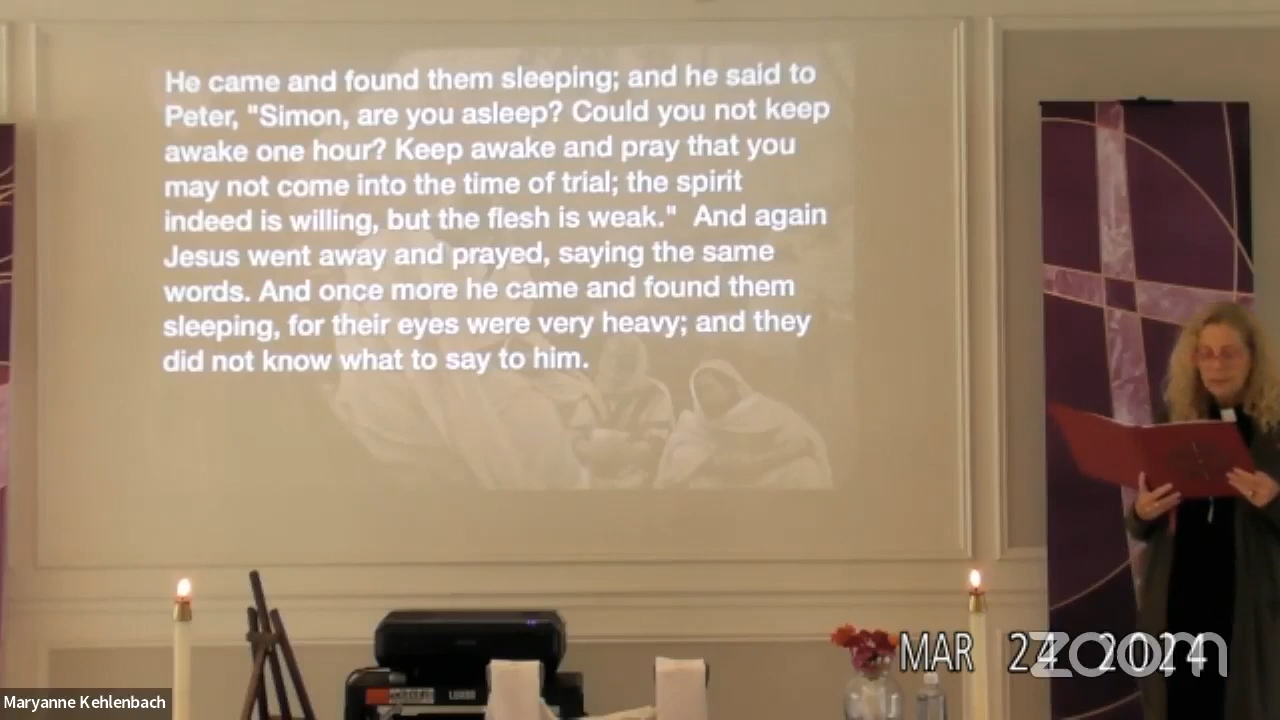 He came and found them sleeping; and he said to
Peter, "Simon, are you asleep? Could you not keep
awake one hour? Keep awake and pray that you
may not come into the time of trial; the spirit
indeed is willing, but the flesh is weak." And again
Jesus went away and prayed, saying the same
words. And once more he came and found them
sleeping, for their eyes were very heavy; and they
did not know what to say to him.
MAR 24 2024
zoom
Maryanne Kehlenbach